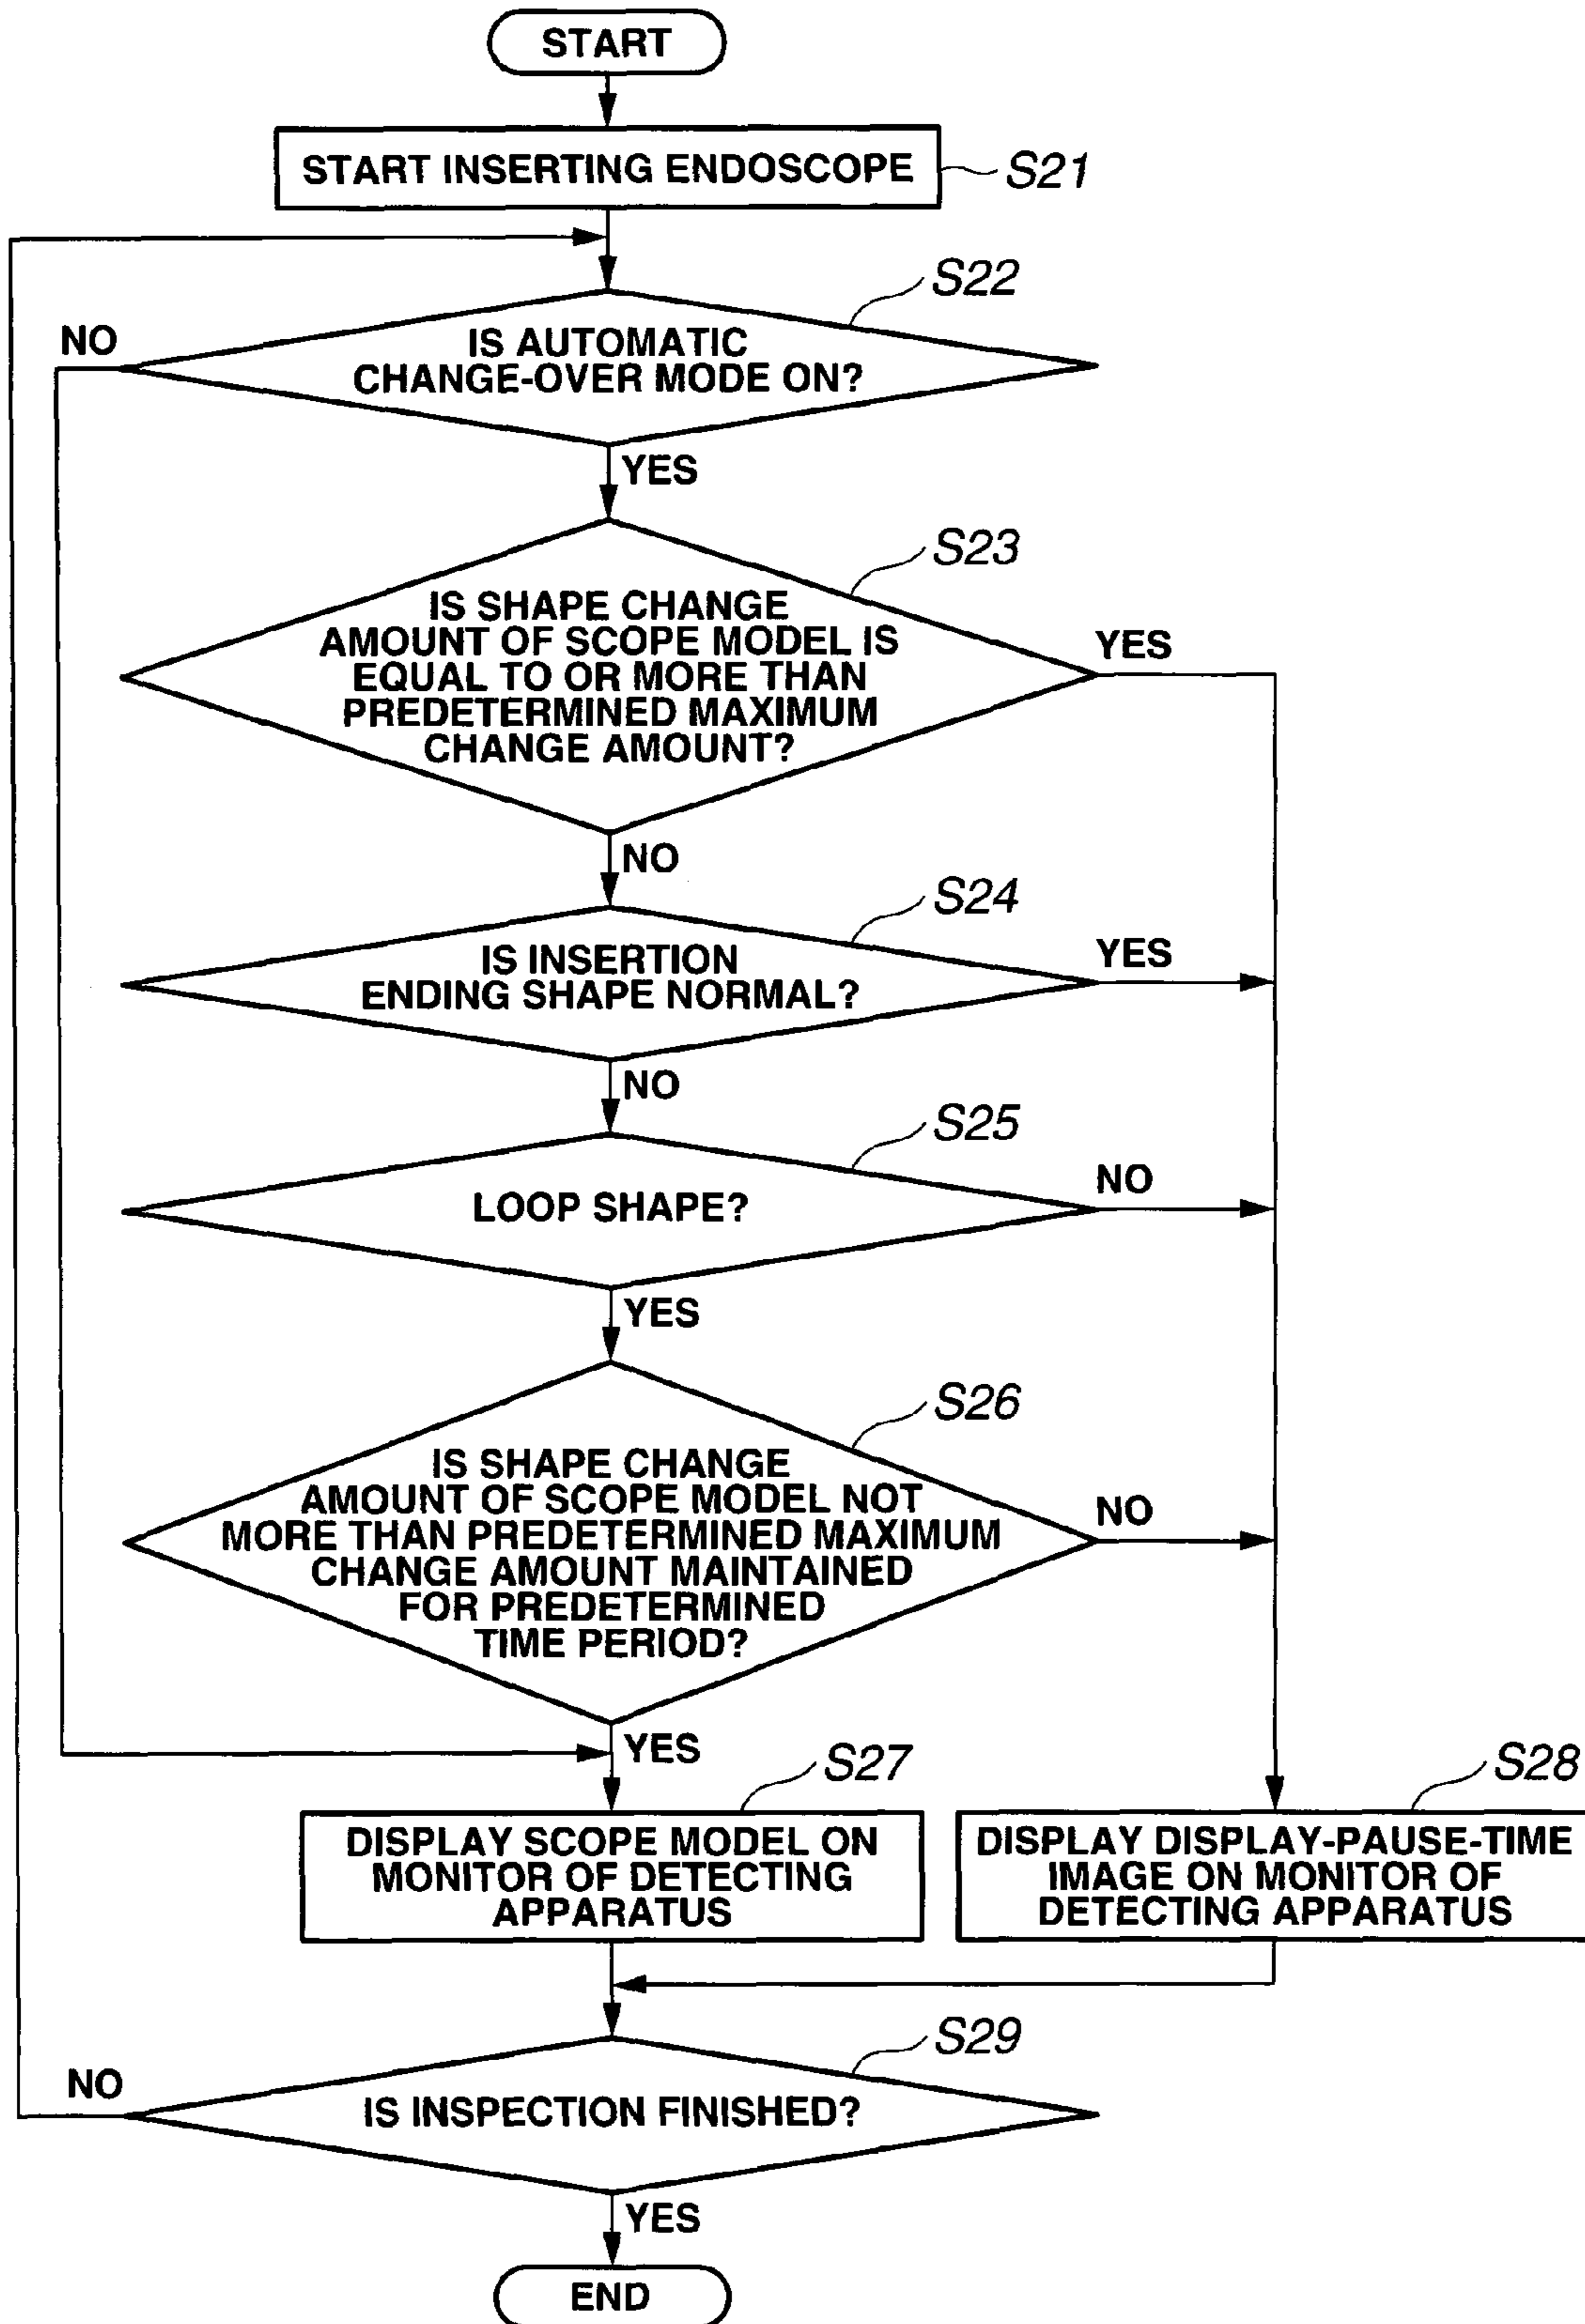 START
START INSERTING ENDOSCOPE
S21
S22
NO
IS AUTOMATIC
CHANGE-OVER MODE ON?
YES
S23
IS SHAPE CHANGE
AMOUNT OF SCOPE MODEL IS
EQUAL TO OR MORE THAN
PREDETERMINED MAXIMUM
CHANGE AMOUNT?
YES
NO
S24
IS INSERTION
ENDING SHAPE NORMAL?
YES
NO
S25
LOOP SHAPE?
NO
YES
S26
IS SHAPE CHANGE
AMOUNT OF SCOPE MODEL NOT
MORE THAN PREDETERMINED MAXIMUM
CHANGE AMOUNT MAINTAINED
FOR PREDETERMINED
TIME PERIOD?
NO
YES
S27
DISPLAY SCOPE MODEL ON
MONITOR OF DETECTING
APPARATUS
S28
DISPLAY DISPLAY-PAUSE-TIME
IMAGE ON MONITOR OF
DETECTING APPARATUS
S29
NO
IS INSPECTION FINISHED?
YES
END